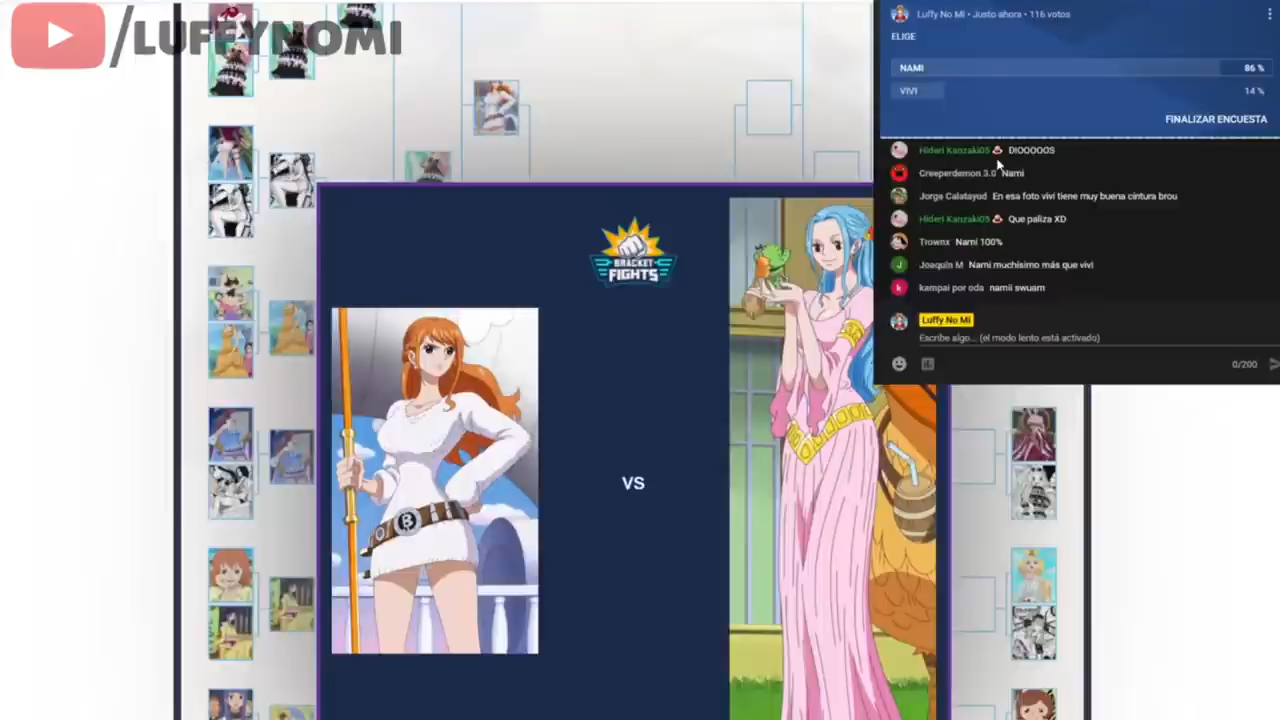 /LUFFYNOMI
Luffy No Mi • Justo ahora • 116 votos
ELIGE
NAMI 86 %
VIVI 14 %
FINALIZAR ENCUESTA
Hideri Kanzaki05 DIOOOOOS
Creeperdemon 3.0 Nami
Jorge Calatayud En esa foto vivi tiene muy buena cintura brou
Hideri Kanzaki05 Que paliza XD
Trownx Nami 100%
J Joaquin M Nami muchísimo más que vivi
k kampai por oda namii swuam
Luffy No Mi
Escribe algo... (el modo lento está activado)
0/200
BRACKET
FIGHTS
VS
B